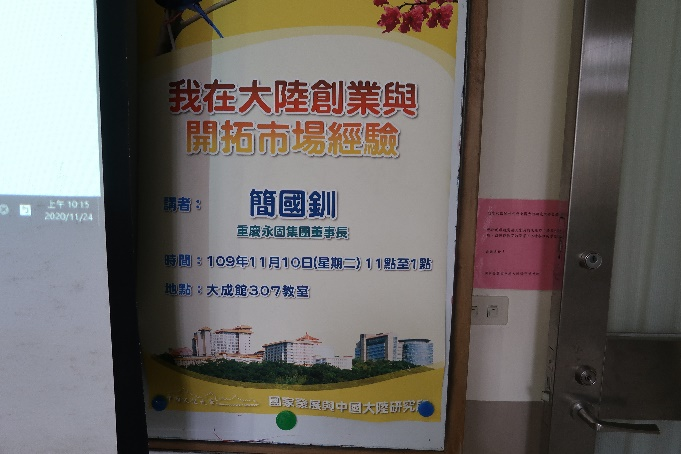 我在大陸創業與
開拓市場經驗
講者：
簡國釧
重慶永固集團董事長
時間：109年11月10日(星期二) 11點至1點
地點：大成館307教室
國家發展與中國大陸研究所
上午 10:15
2020/11/24